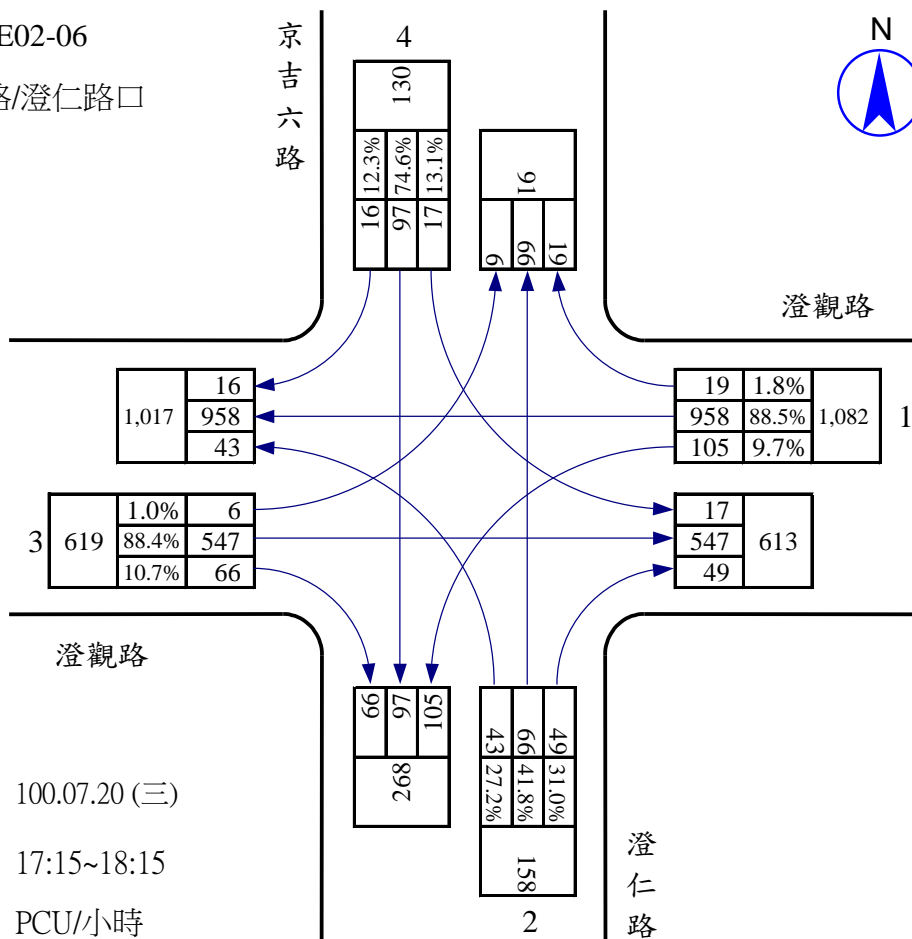 E02-06
路/澄仁路口
京吉六路
4
N
130
12.3% 74.6% 13.1%
16 97 17
91
6 66 19
澄觀路
16
1,017 958
43
19 1.8%
958 88.5% 1,082 1
105 9.7%
1.0% 6
3 619 88.4% 547
10.7% 66
17
547 613
49
澄觀路
66 97 105
268
43 66 49
27.2% 41.8% 31.0%
158
2
澄仁路
100.07.20 (三)
17:15~18:15
PCU/小時